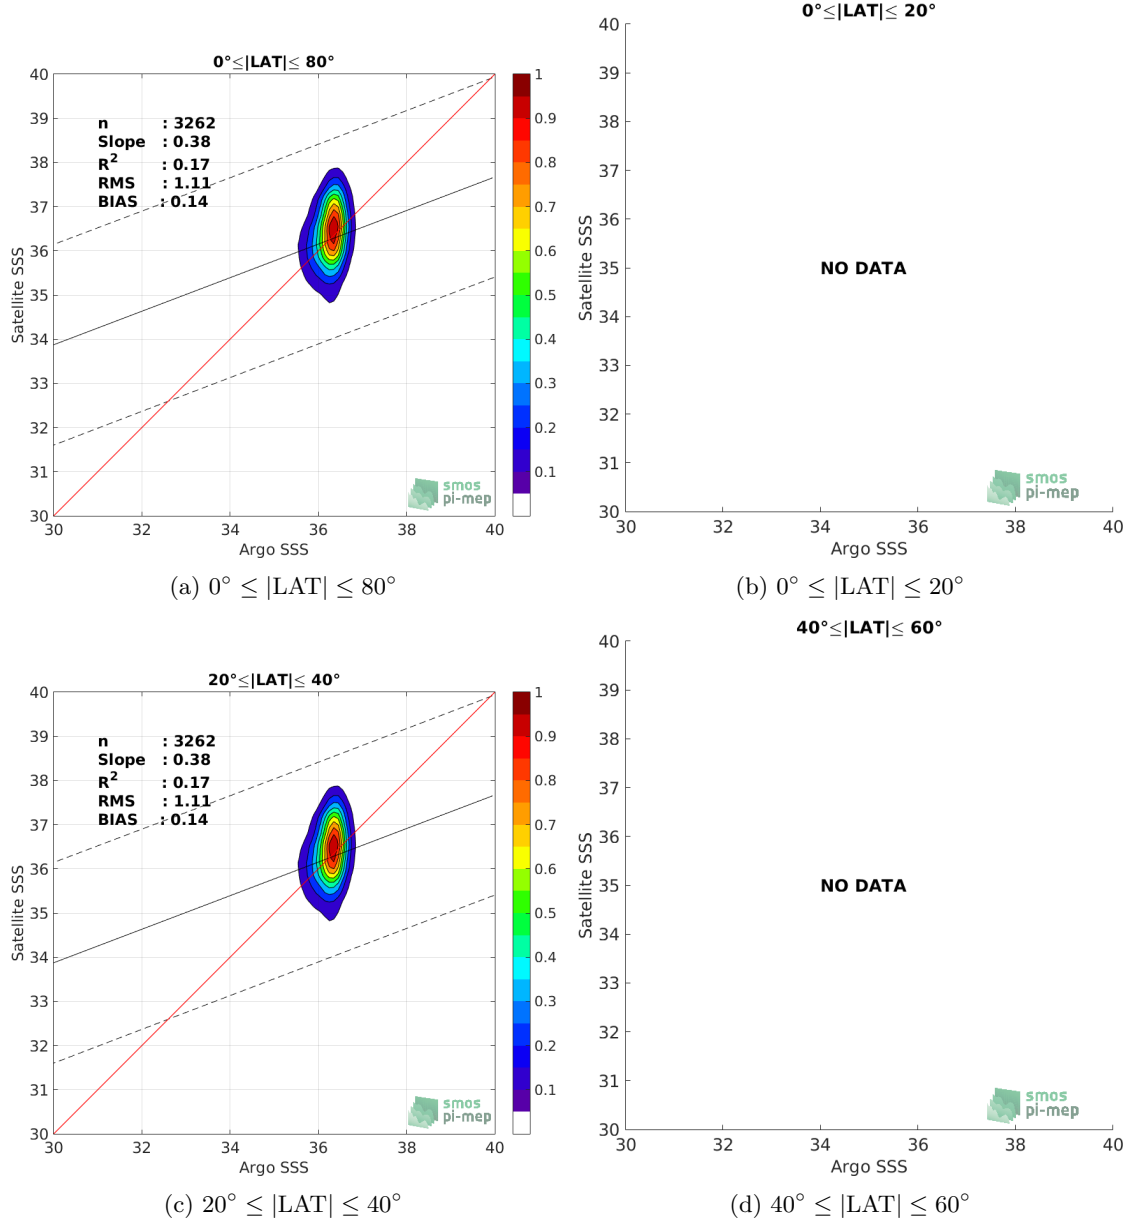 0°≤|LAT|≤ 80°
40
39
38
37
36
35
34
33
32
31
30
n : 3262
Slope : 0.38
R2 : 0.17
RMS : 1.11
BIAS : 0.14
Satellite SSS
30 32 34 36 38 40
Argo SSS
1
0.9
0.8
0.7
0.6
0.5
0.4
0.3
0.2
0.1
smos
pi-mep
(a) 0° ≤ |LAT| ≤ 80°
0°≤|LAT|≤ 20°
40
39
38
37
36
35
34
33
32
31
30
Satellite SSS
NO DATA
smos
pi-mep
30 32 34 36 38 40
Argo SSS
(b) 0° ≤ |LAT| ≤ 20°
20°≤|LAT|≤ 40°
40
39
38
37
36
35
34
33
32
31
30
n : 3262
Slope : 0.38
R2 : 0.17
RMS : 1.11
BIAS : 0.14
Satellite SSS
30 32 34 36 38 40
Argo SSS
1
0.9
0.8
0.7
0.6
0.5
0.4
0.3
0.2
0.1
smos
pi-mep
(c) 20° ≤ |LAT| ≤ 40°
40°≤|LAT|≤ 60°
40
39
38
37
36
35
34
33
32
31
30
Satellite SSS
NO DATA
smos
pi-mep
30 32 34 36 38 40
Argo SSS
(d) 40° ≤ |LAT| ≤ 60°